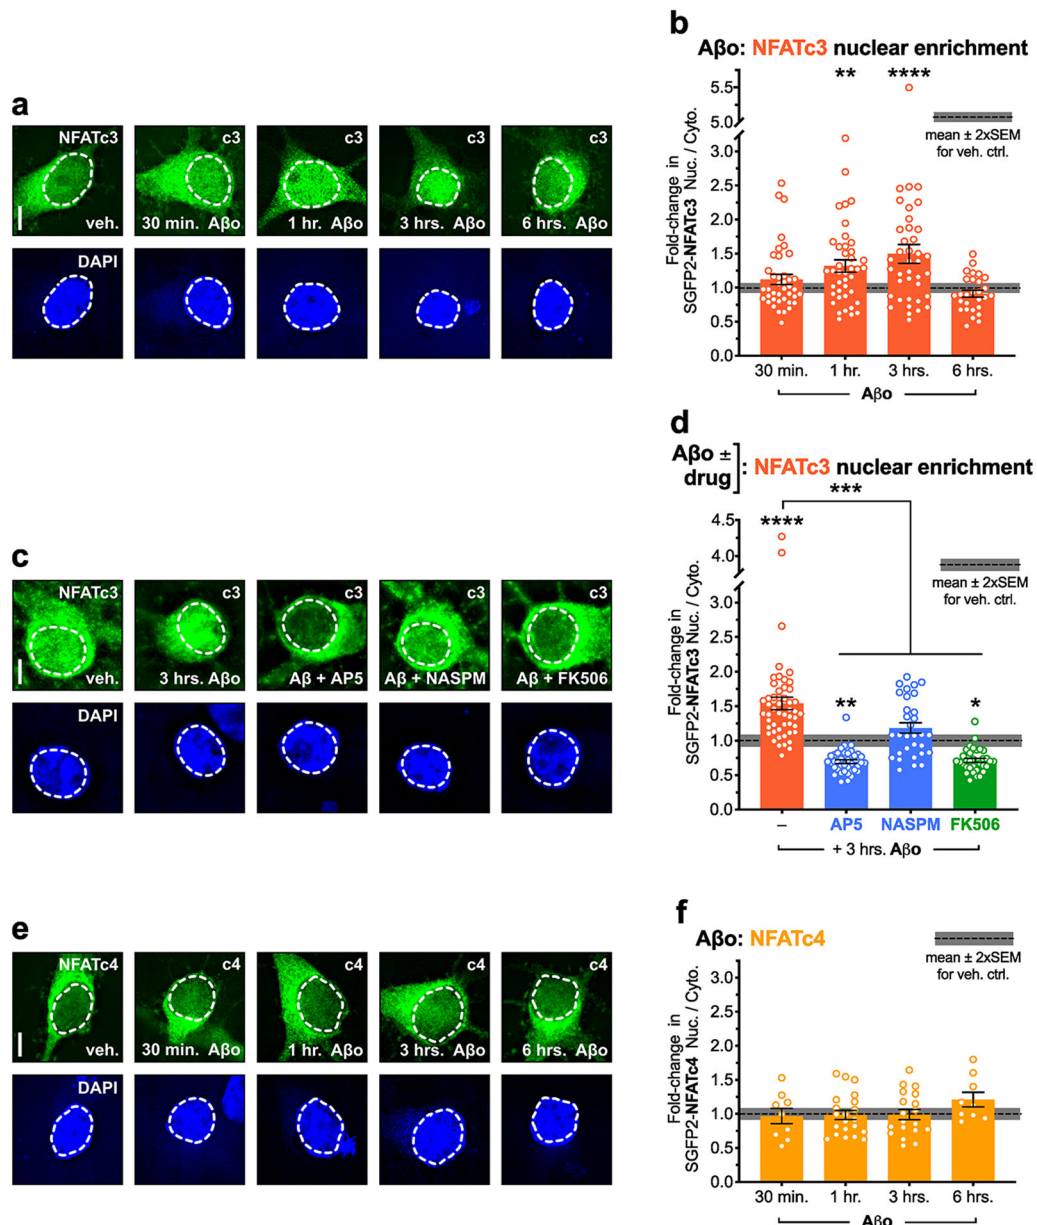 a
NFATc3
veh.
c3
30 min. Aβo
c3
1 hr. Aβo
c3
3 hrs. Aβo
c3
6 hrs. Aβo
DAPI
b
Aβo: NFATc3 nuclear enrichment
** ****
mean ± 2xSEM
for veh. ctrl.
Fold-change in
SGFP2-NFATc3 Nuc. / Cyto.
5.5
5.0
3.0
2.5
2.0
1.5
1.0
0.5
0.0
30 min. 1 hr. 3 hrs. 6 hrs.
Aβo
c
NFATc3
veh.
c3
3 hrs. Aβo
c3
Aβ + AP5
c3
Aβ + NASPM
c3
Aβ + FK506
DAPI
d
Aβo ±
drug
: NFATc3 nuclear enrichment
***
****
**
*
mean ± 2xSEM
for veh. ctrl.
Fold-change in
SGFP2-NFATc3 Nuc. / Cyto.
4.5
4.0
3.0
2.5
2.0
1.5
1.0
0.5
0.0
– AP5 NASPM FK506
+ 3 hrs. Aβo
e
NFATc4
veh.
c4
30 min. Aβo
c4
1 hr. Aβo
c4
3 hrs. Aβo
c4
6 hrs. Aβo
DAPI
f
Aβo: NFATc4
mean ± 2xSEM
for veh. ctrl.
Fold-change in
SGFP2-NFATc4 Nuc. / Cyto.
3.0
2.5
2.0
1.5
1.0
0.5
0.0
30 min. 1 hr. 3 hrs. 6 hrs.
Aβo